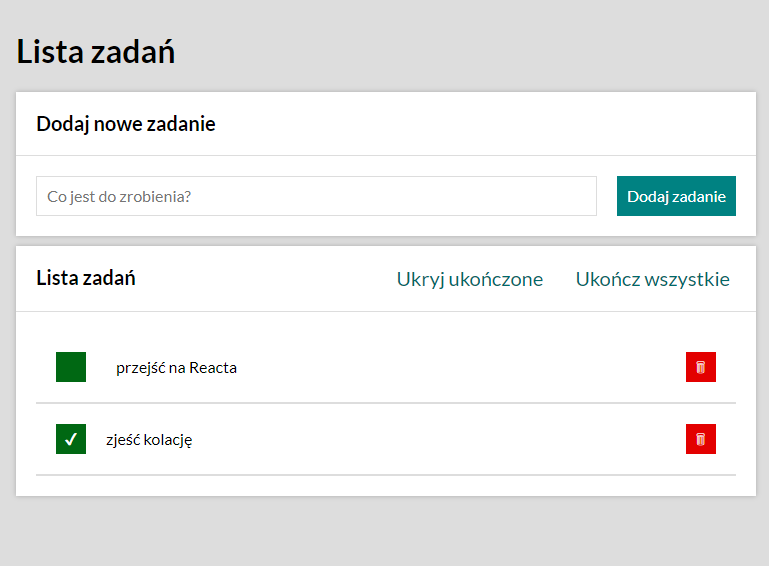 Lista zadań
Dodaj nowe zadanie
Co jest do zrobienia?
Dodaj zadanie
Lista zadań
Ukryj ukończone
Ukończ wszystkie
przejść na Reacta
zjeść kolację